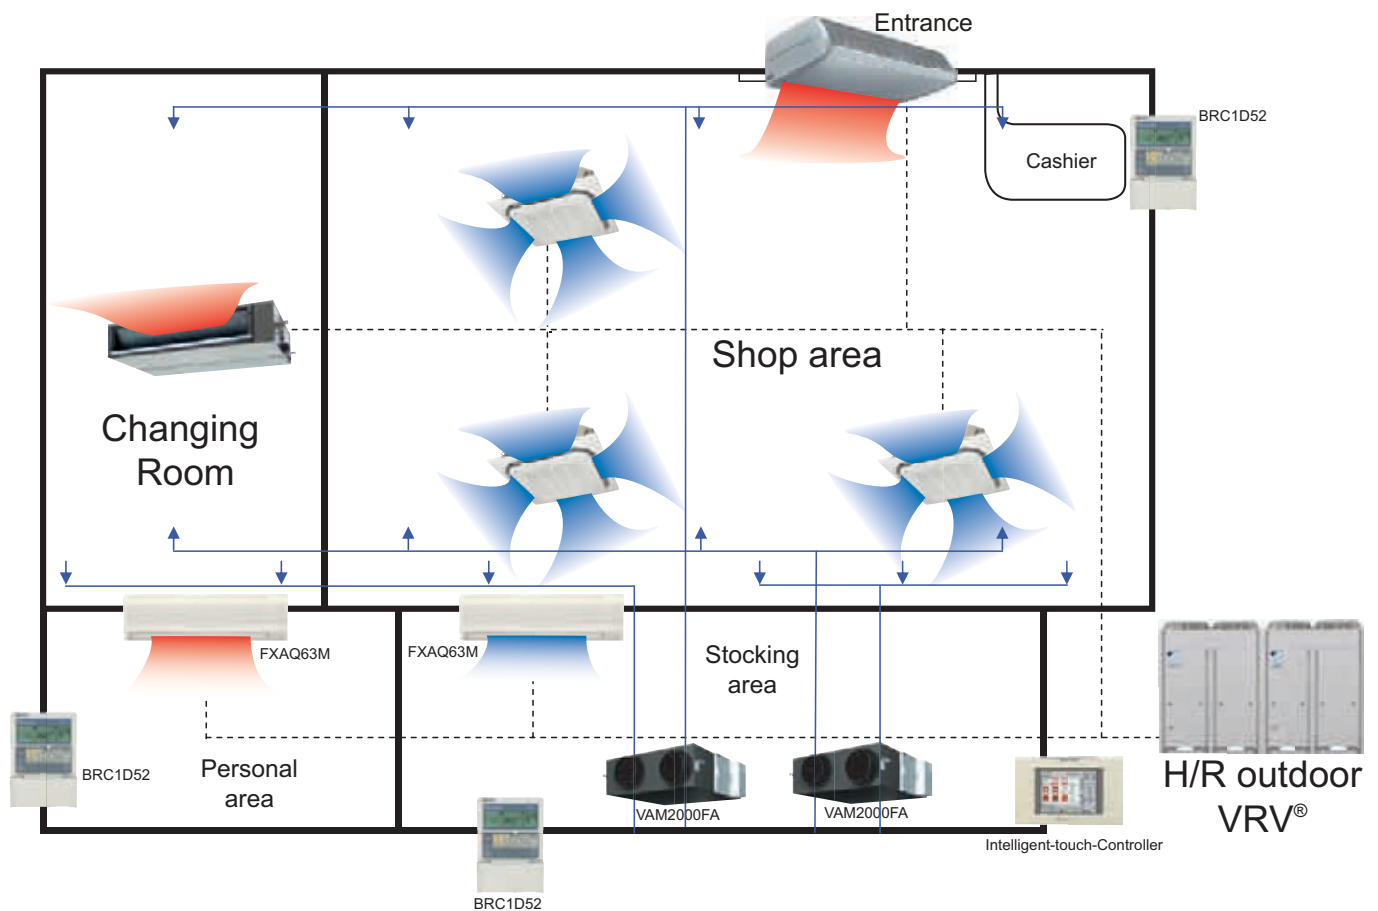 Entrance
BRC1D52
Cashier
Shop area
Changing
Room
FXAQ63M
FXAQ63M
Stocking
area
BRC1D52
Personal
area
VAM2000FA
VAM2000FA
H/R outdoor
VRV®
Intelligent-touch-Controller
BRC1D52